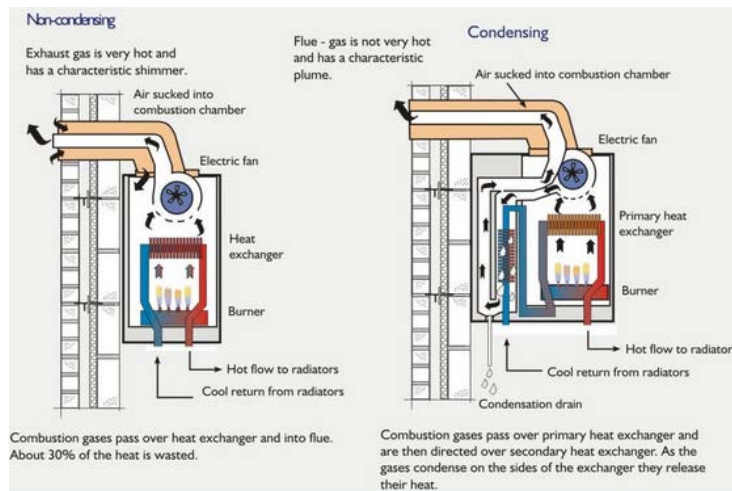 Non-condensing
Exhaust gas is very hot and
has a characteristic shimmer.
Air sucked into
combustion chamber
Electric fan
Heat
exchanger
Burner
Hot flow to radiators
Cool return from radiators
Combustion gases pass over heat exchanger and into flue.
About 30% of the heat is wasted.
Condensing
Flue - gas is not very hot
and has a characteristic
plume.
Air sucked into combustion chamber
Electric fan
Primary heat
exchanger
Burner
Hot flow to radiator
Cool return from radiators
Condensation drain
Combustion gases pass over primary heat exchanger and
are then directed over secondary heat exchanger. As the
gases condense on the sides of the exchanger they release
their heat.